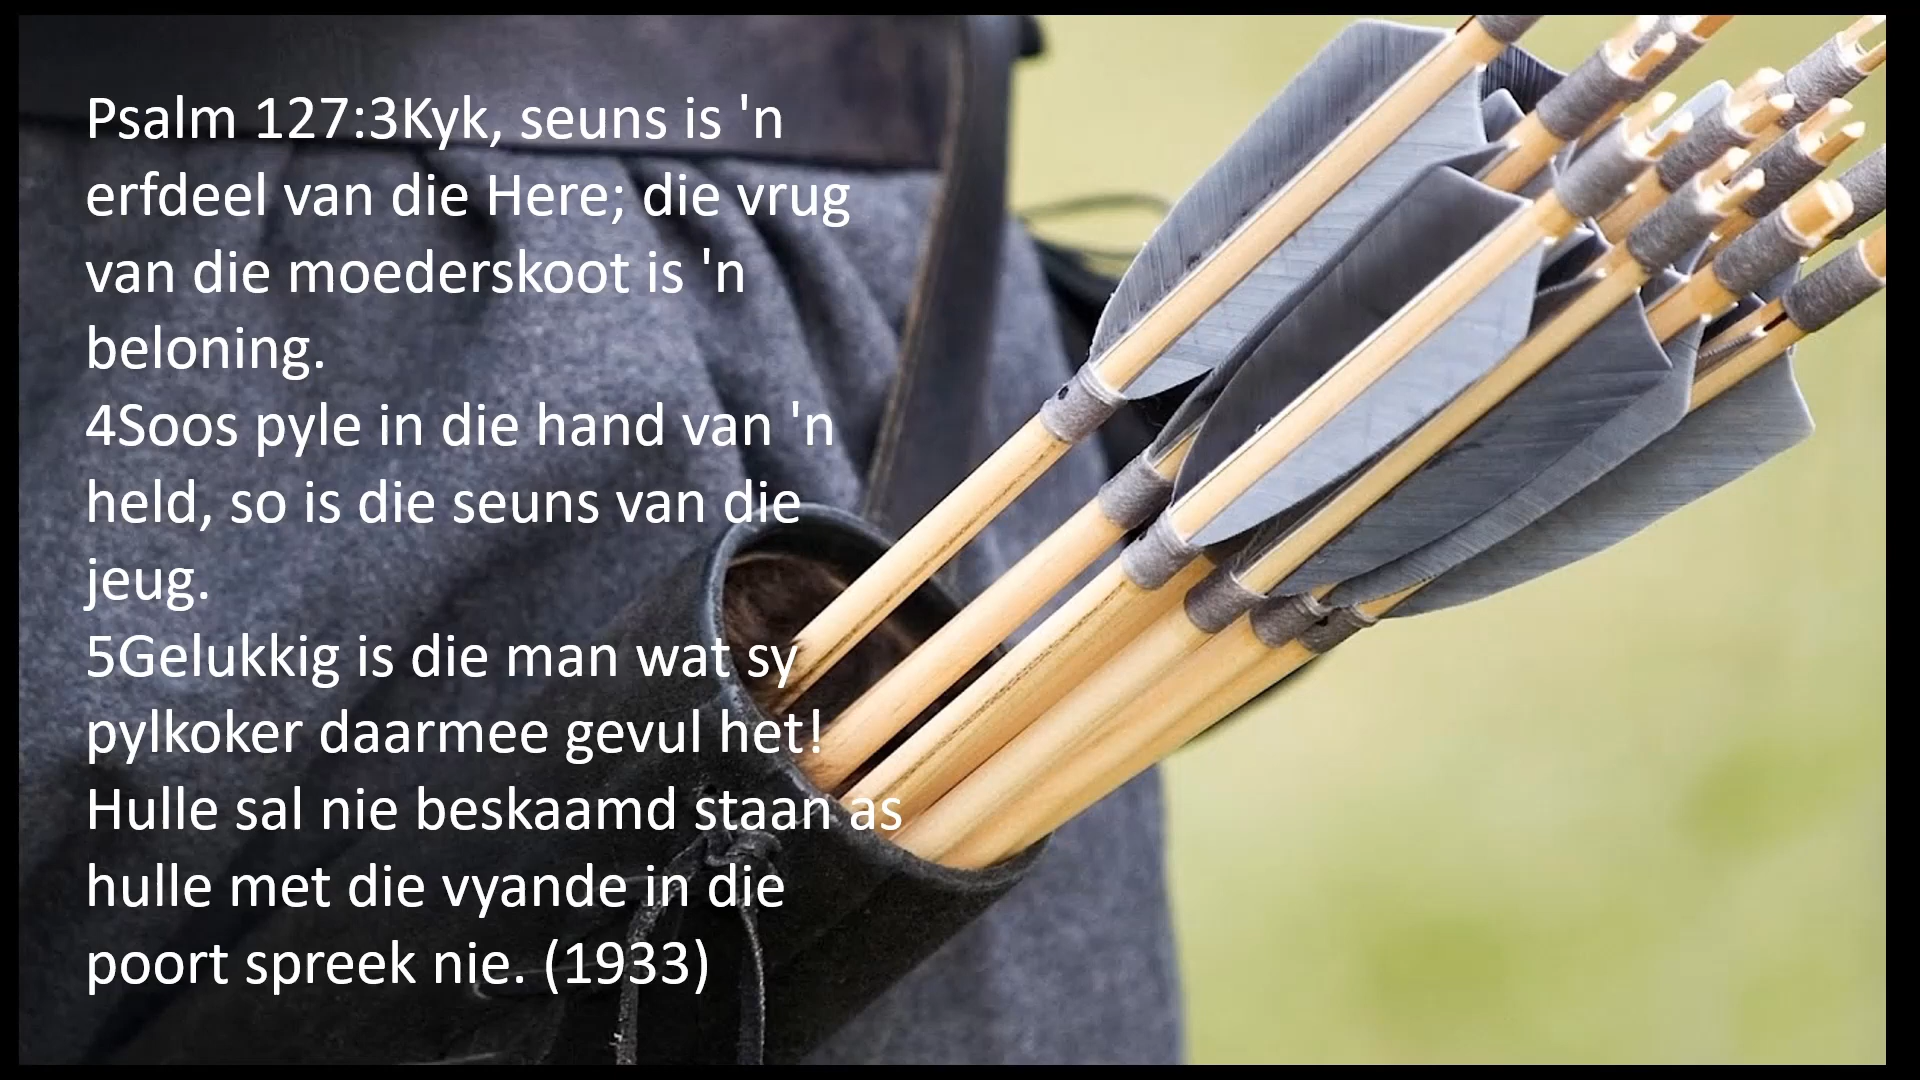 Psalm 127:3Kyk, seuns is 'n
erfdeel van die Here; die vrug
van die moederskoot is 'n
beloning.
4Soos pyle in die hand van 'n
held, so is die seuns van die
jeug.
5Gelukkig is die man wat sy
pylkoker daarmee gevul het!
Hulle sal nie beskaamd staan as
hulle met die vyande in die
poort spreek nie. (1933)